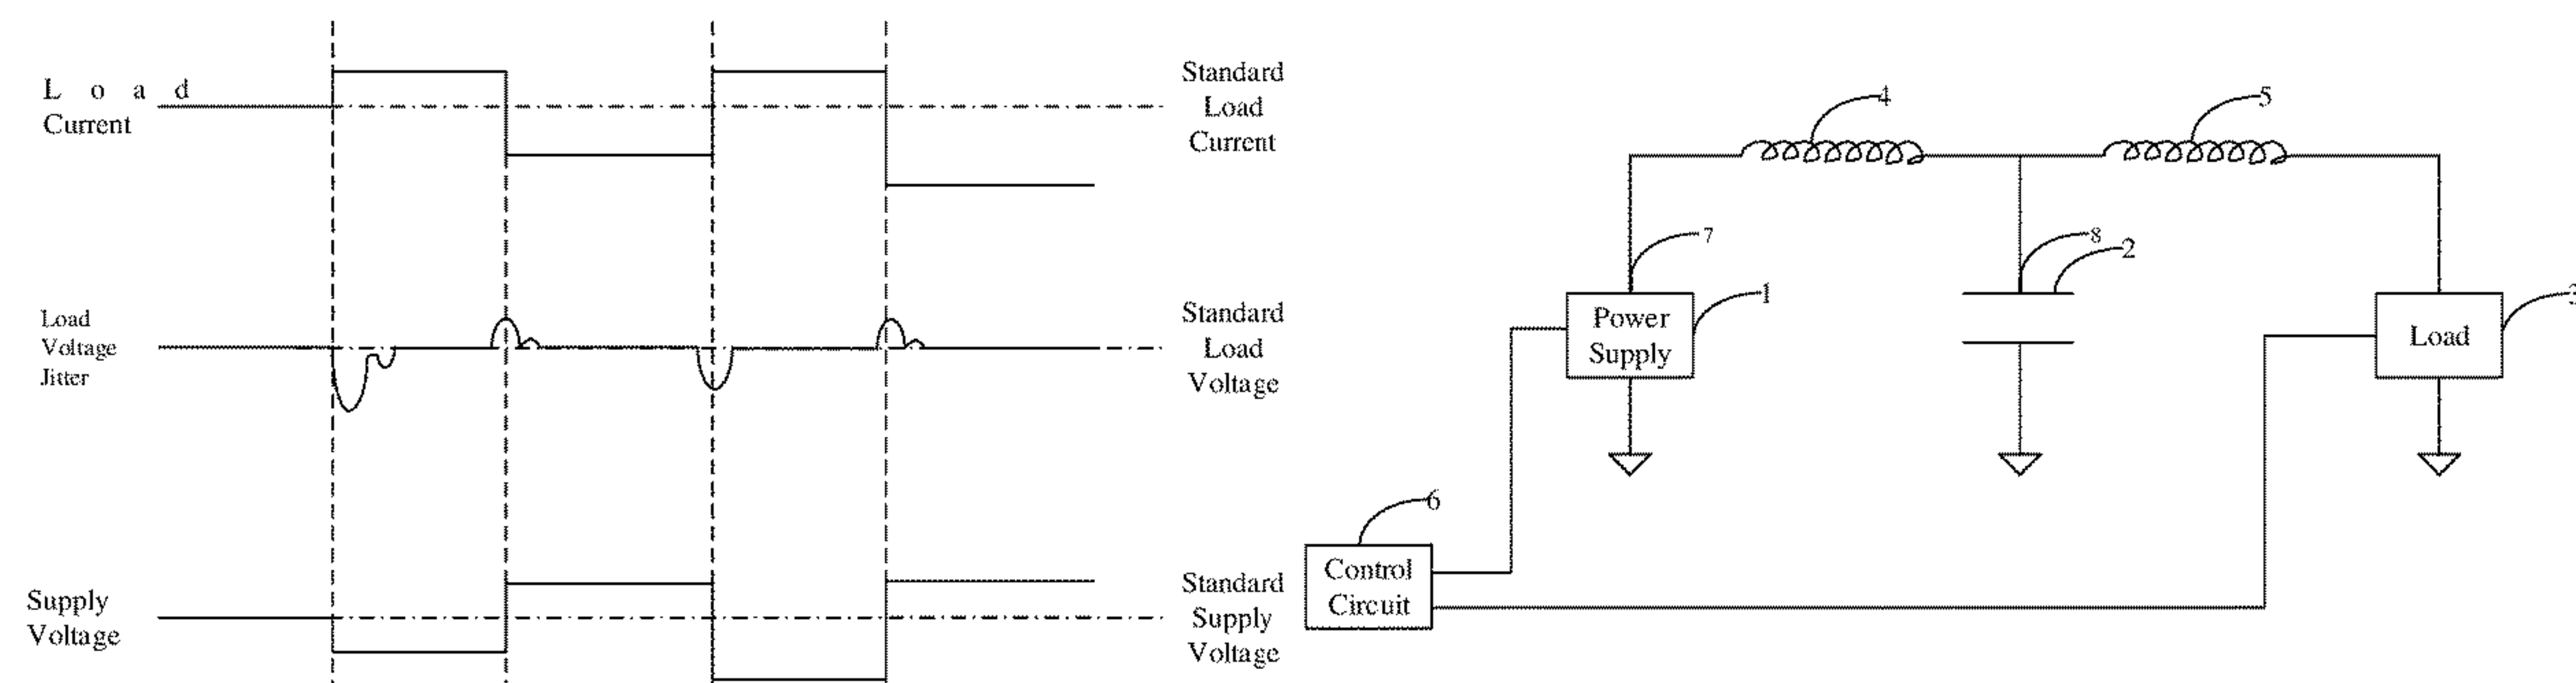 L o a d
Current
Standard
Load
Current
Load
Voltage
Jitter
Standard
Load
Voltage
Supply
Voltage
Standard
Supply
Voltage
4
5
7
8
2
1
3
Power
Supply
Load
6
Control
Circuit